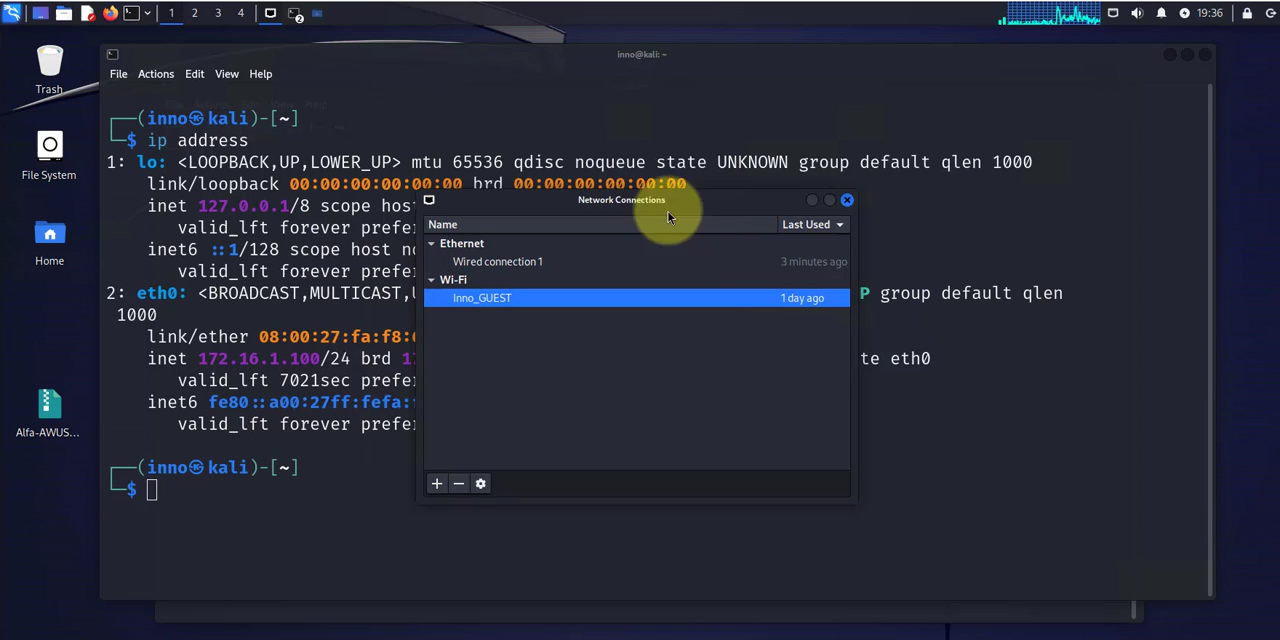 1 2 3 4 2 19:36
Trash
File System
Home
Alfa-AWUS...
inno@kali: ~
File Actions Edit View Help
┌──(inno㉿kali)-[~]
└─$ ip address
1: lo: <LOOPBACK,UP,LOWER_UP> mtu 65536 qdisc noqueue state UNKNOWN group default qlen 1000
link/loopback 00:00:00:00:00:00 brd 00:00:00:00:00:00
inet 127.0.0.1/8 scope host
valid_lft forever prefe
inet6 ::1/128 scope host n
valid_lft forever prefe
2: eth0: <BROADCAST,MULTICAST, P group default qlen
1000
link/ether 08:00:27:fa:f8:
inet 172.16.1.100/24 brd 1 te eth0
valid_lft 7021sec prefe
inet6 fe80::a00:27ff:fefa:
valid_lft forever prefe
┌──(inno㉿kali)-[~]
└─$
Network Connections
Name Last Used
Ethernet
Wired connection 1 3 minutes ago
Wi-Fi
Inno_GUEST 1 day ago